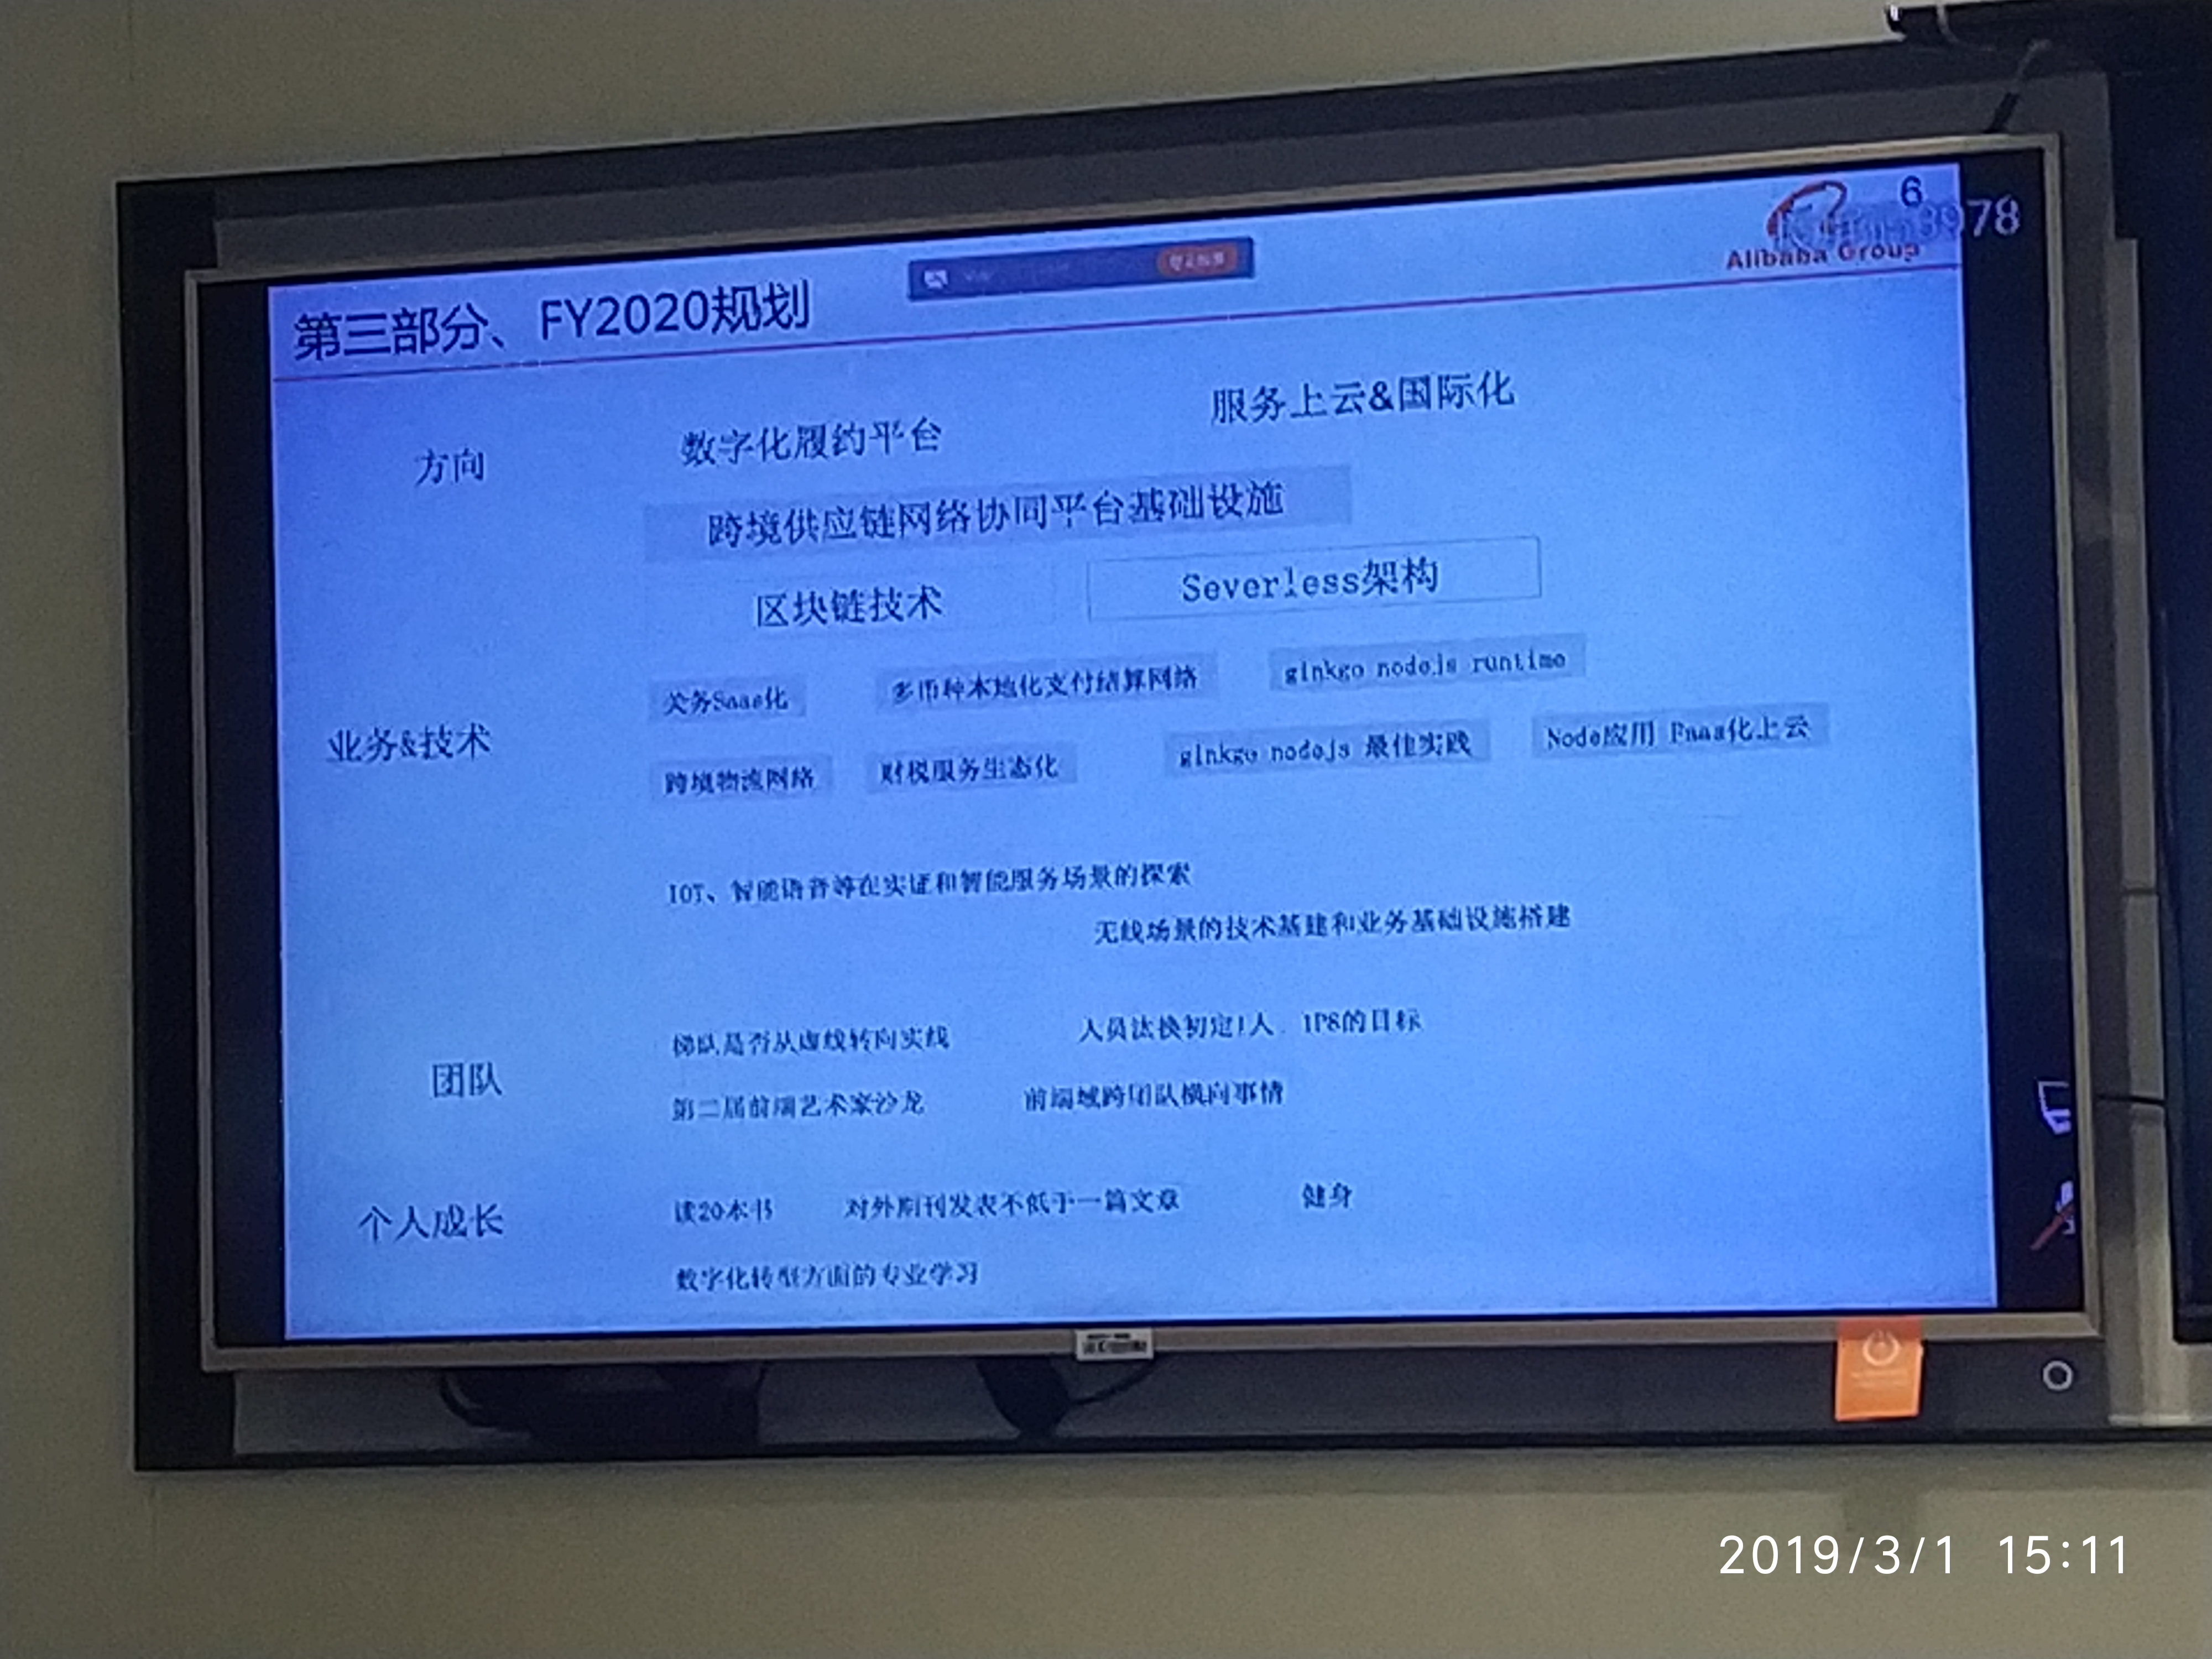 第三部分、FY2020规划
6
78
Alibaba Group
方向
数字化履约平台
服务上云&国际化
跨境供应链网络协同平台基础设施
区块链技术
Severless架构
业务&技术
关务Saas化
多币种本地化支付结算网络
ginkgo nodejs runtime
跨境物流网络
财税服务生态化
ginkgo nodejs 最佳实践
Node应用 Faas化上云
IOT、智能语音等在实证和智能服务场景的探索
无线场景的技术基建和业务基础设施搭建
团队
梯队是否从虚线转向实线
人员汰换初定1人 1P8的目标
第二届前端艺术家沙龙
前端域跨团队横向事情
个人成长
读20本书
对外期刊发表不低于一篇文章
健身
数字化转型方面的专业学习
2019/3/1 15:11